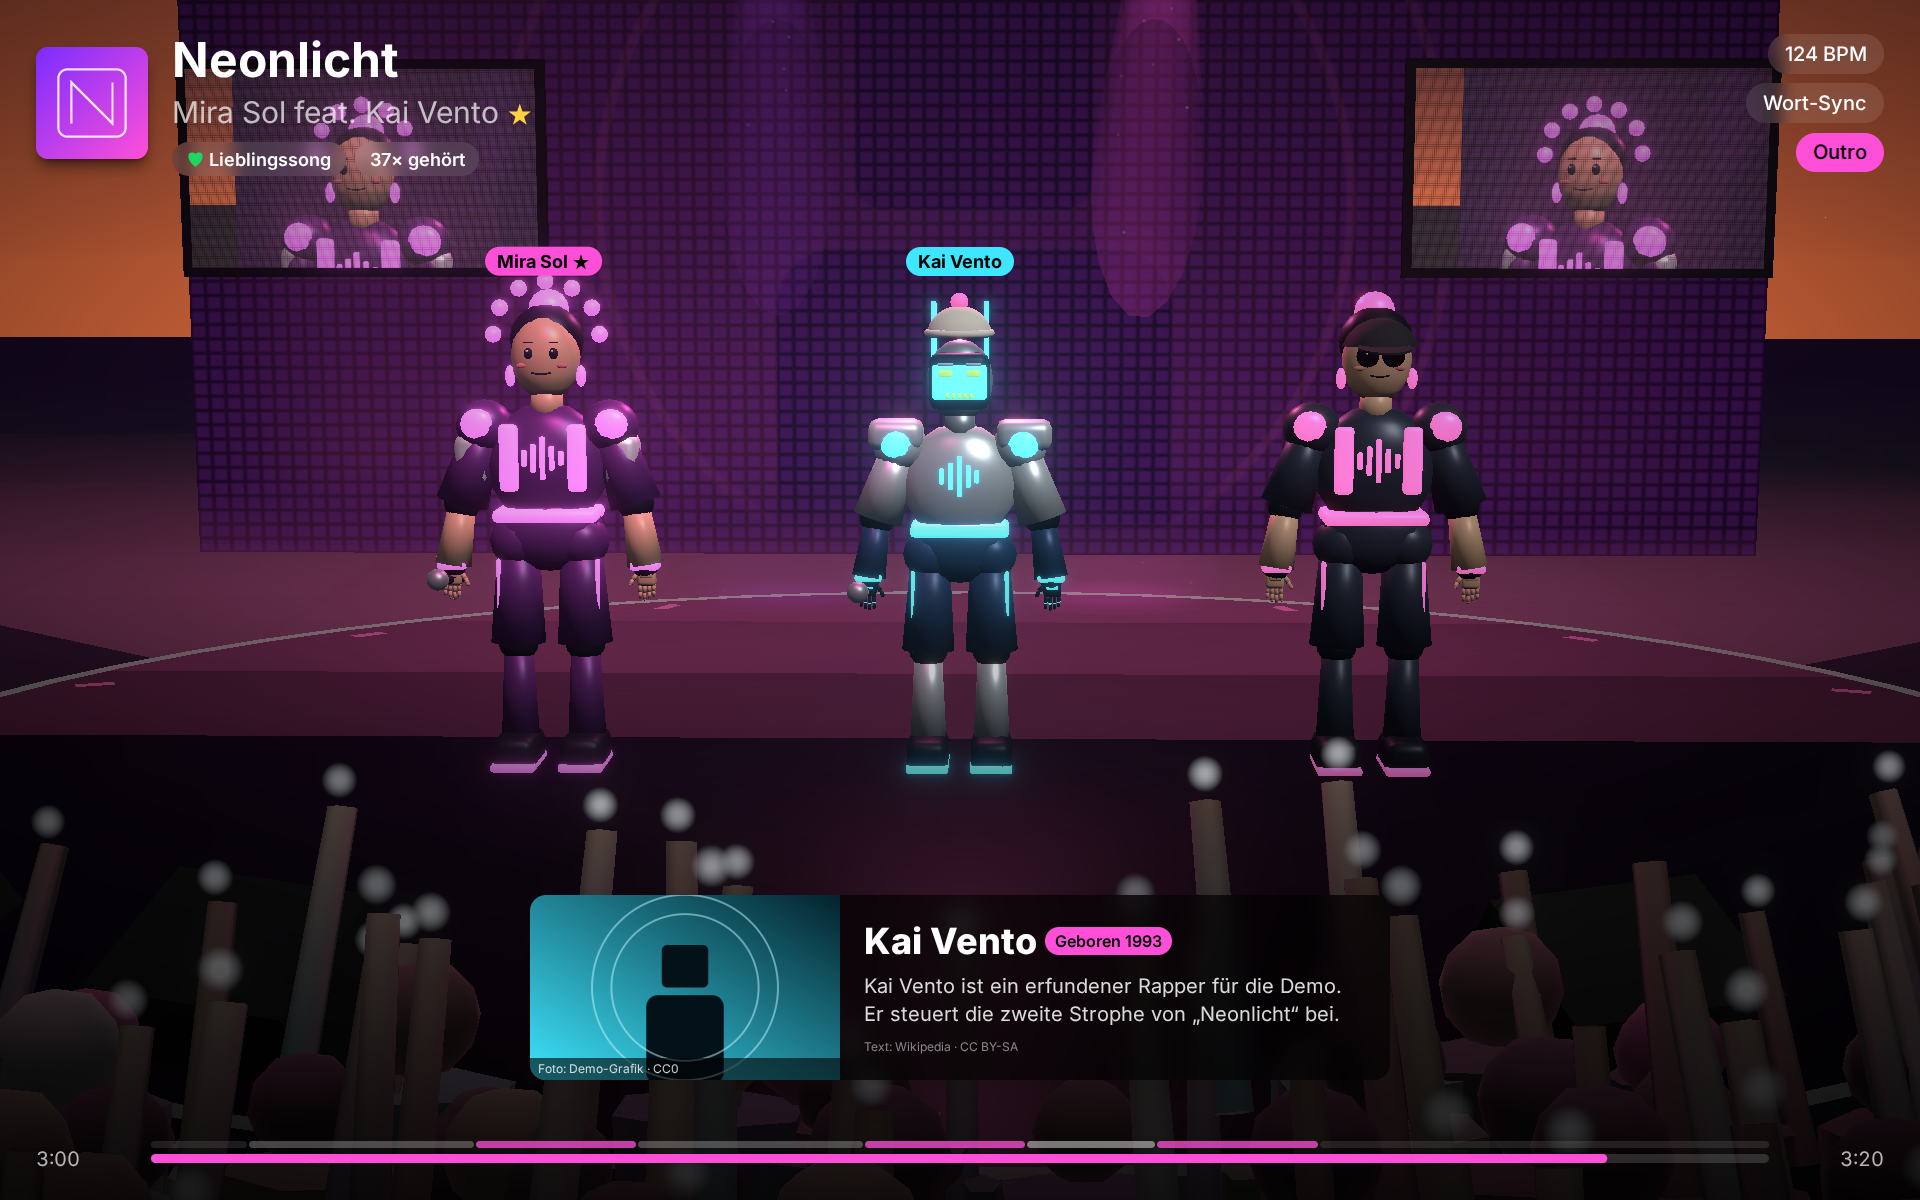 N
Neonlicht
Mira Sol feat. Kai Vento ★
Lieblingssong
37× gehört
124 BPM
Wort-Sync
Outro
Mira Sol ★
Kai Vento
Kai Vento
Geboren 1993
Kai Vento ist ein erfundener Rapper für die Demo.
Er steuert die zweite Strophe von „Neonlicht“ bei.
Text: Wikipedia · CC BY-SA
Foto: Demo-Grafik · CC0
3:00
3:20